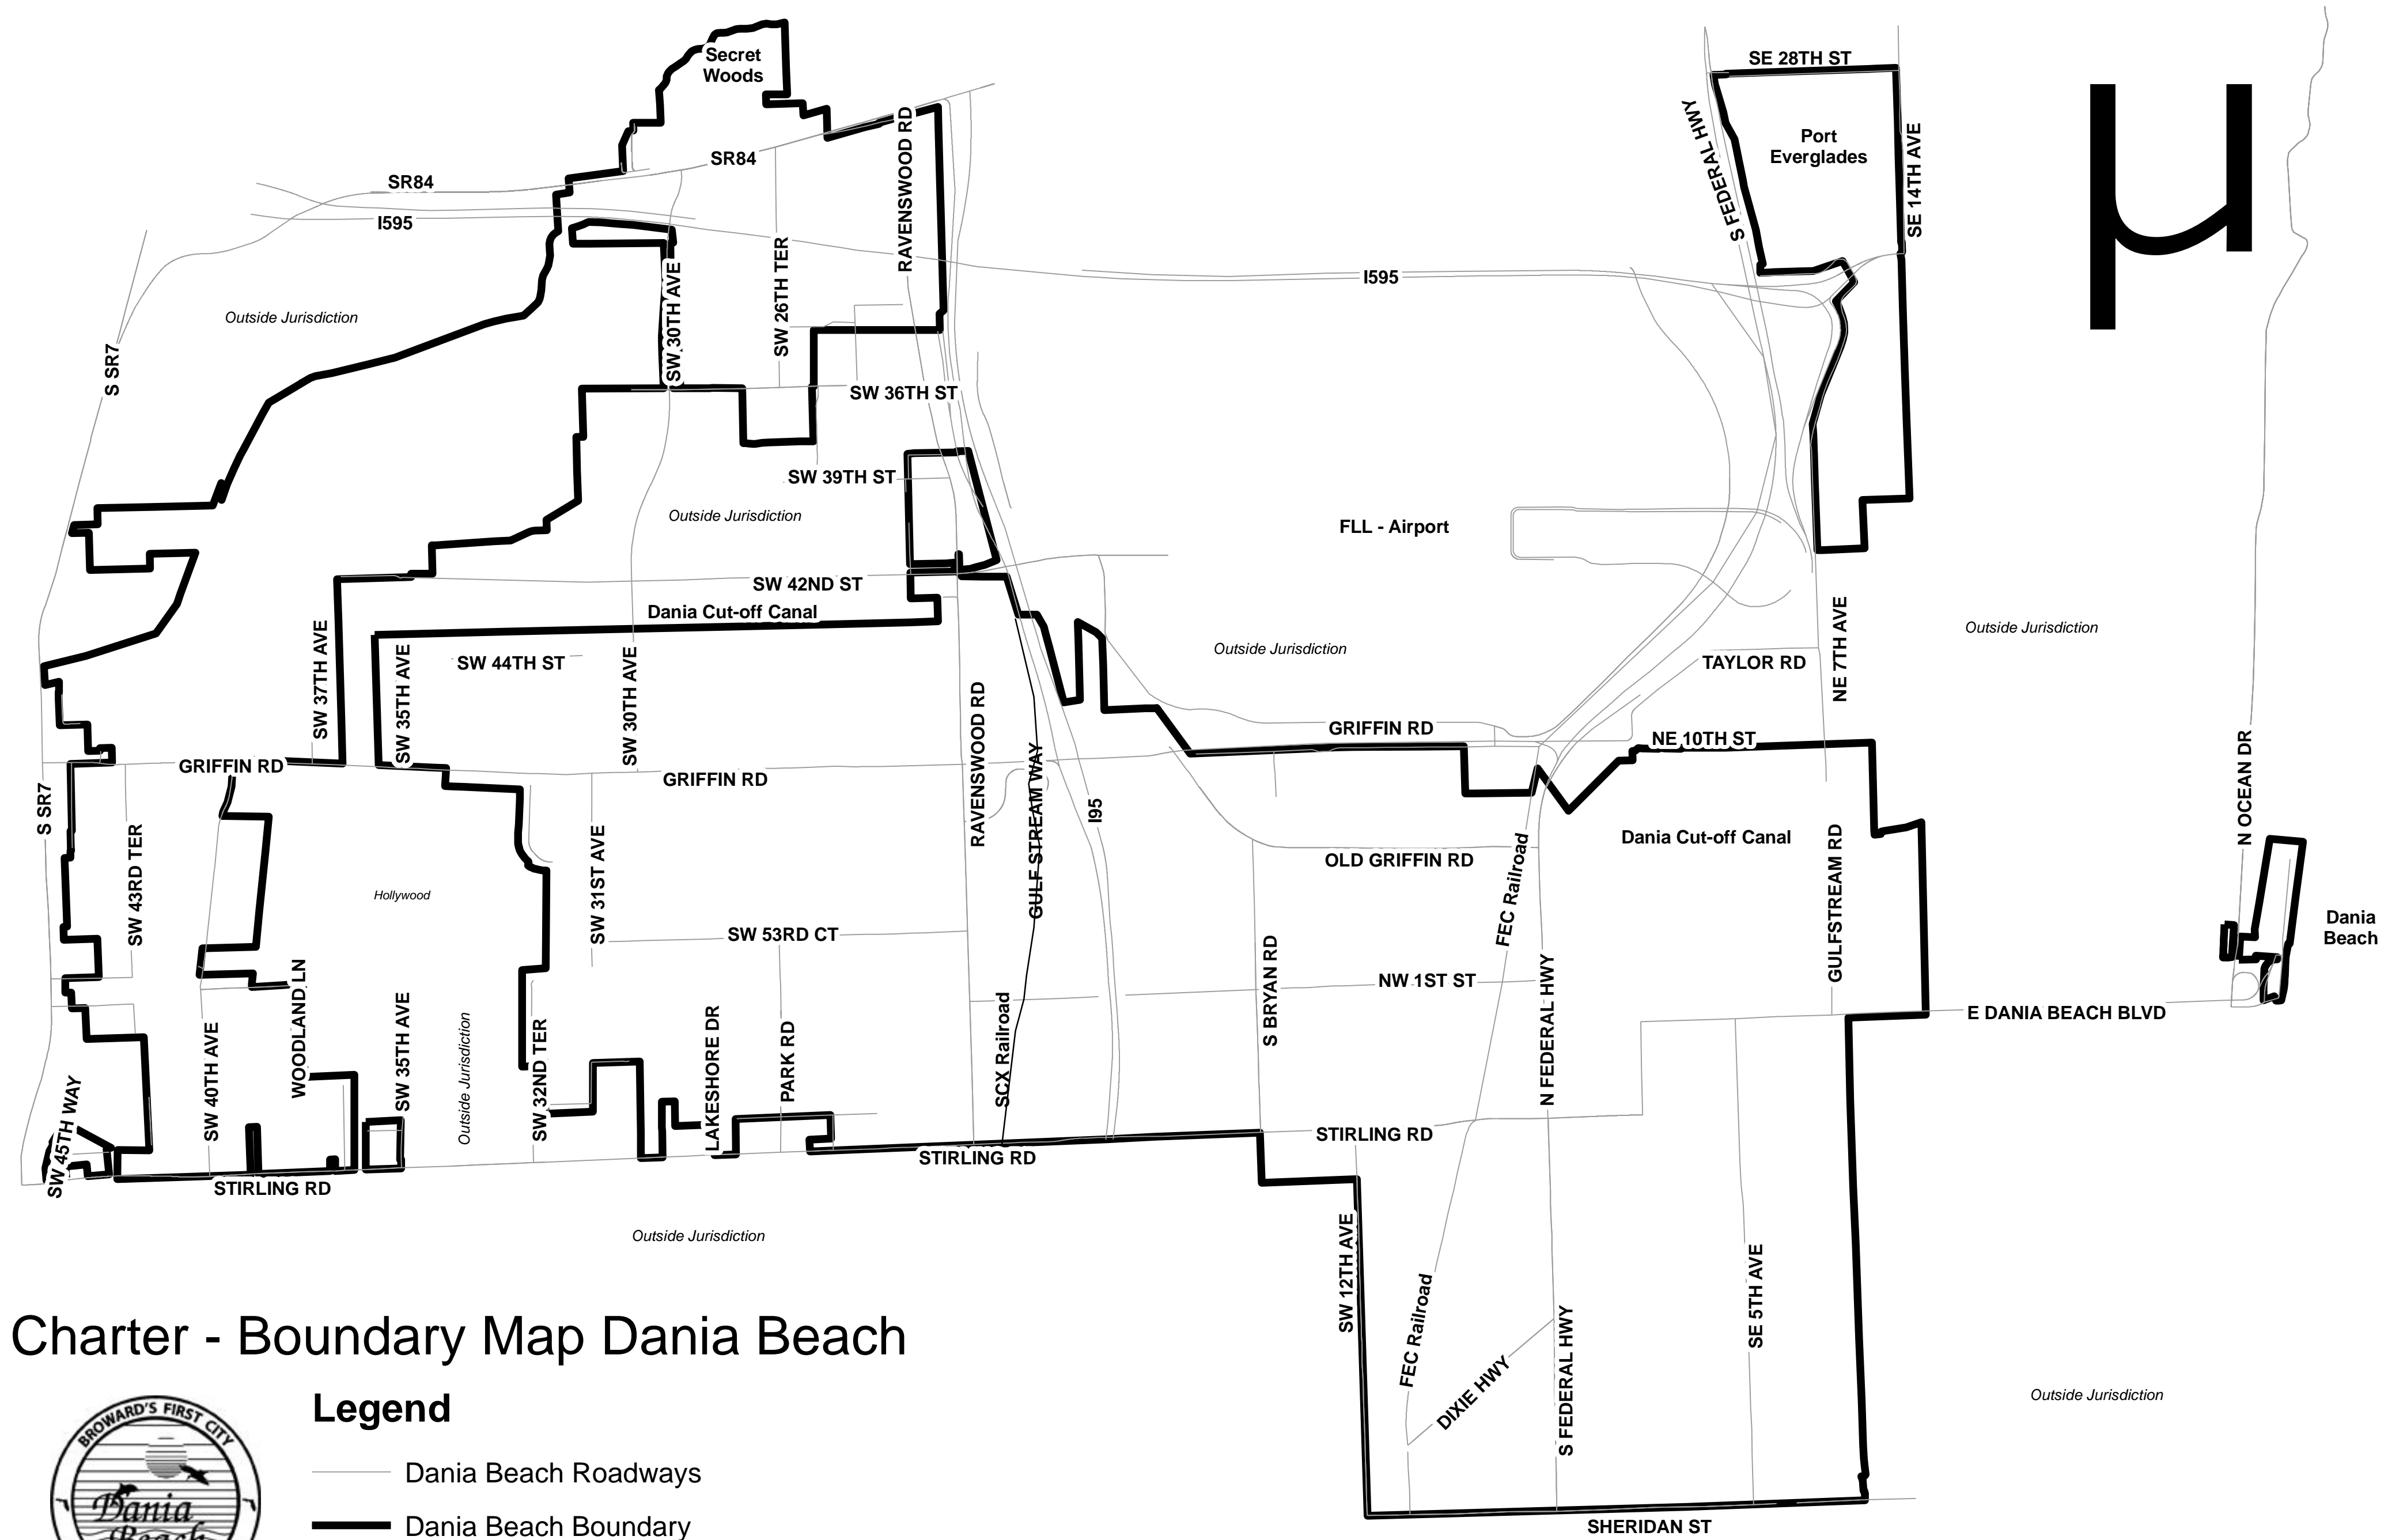 Secret
Woods
SE 28TH ST
S FEDERAL HWY
Port
Everglades
SE 14TH AVE
µ
SR84
SR84
RAVENSWOOD RD
I595
I595
SW 30TH AVE
SW 26TH TER
Outside Jurisdiction
S SR7
SW 36TH ST
SW 39TH ST
Outside Jurisdiction
FLL - Airport
SW 42ND ST
Dania Cut-off Canal
SW 37TH AVE
SW 35TH AVE
SW 44TH ST
SW 30TH AVE
Outside Jurisdiction
TAYLOR RD
NE 7TH AVE
Outside Jurisdiction
RAVENSWOOD RD
GULF STREAM WAY
GRIFFIN RD
NE 10TH ST
GRIFFIN RD
GRIFFIN RD
N OCEAN DR
S SR7
SW 43RD TER
I95
SW 31ST AVE
Dania Cut-off Canal
OLD GRIFFIN RD
FEC Railroad
GULFSTREAM RD
Hollywood
SW 53RD CT
Dania
Beach
S BRYAN RD
NW 1ST ST
N FEDERAL HWY
E DANIA BEACH BLVD
WOODLAND LN
SW 40TH AVE
SW 35TH AVE
Outside Jurisdiction
SW 32ND TER
LAKESHORE DR
PARK RD
SCX Railroad
SW 45TH WAY
STIRLING RD
STIRLING RD
STIRLING RD
Outside Jurisdiction
SW 12TH AVE
FEC Railroad
DIXIE HWY
S FEDERAL HWY
SE 5TH AVE
Outside Jurisdiction
SHERIDAN ST
Charter - Boundary Map Dania Beach
BROWARD'S FIRST CITY
Dania
Beach
Legend
Dania Beach Roadways
Dania Beach Boundary